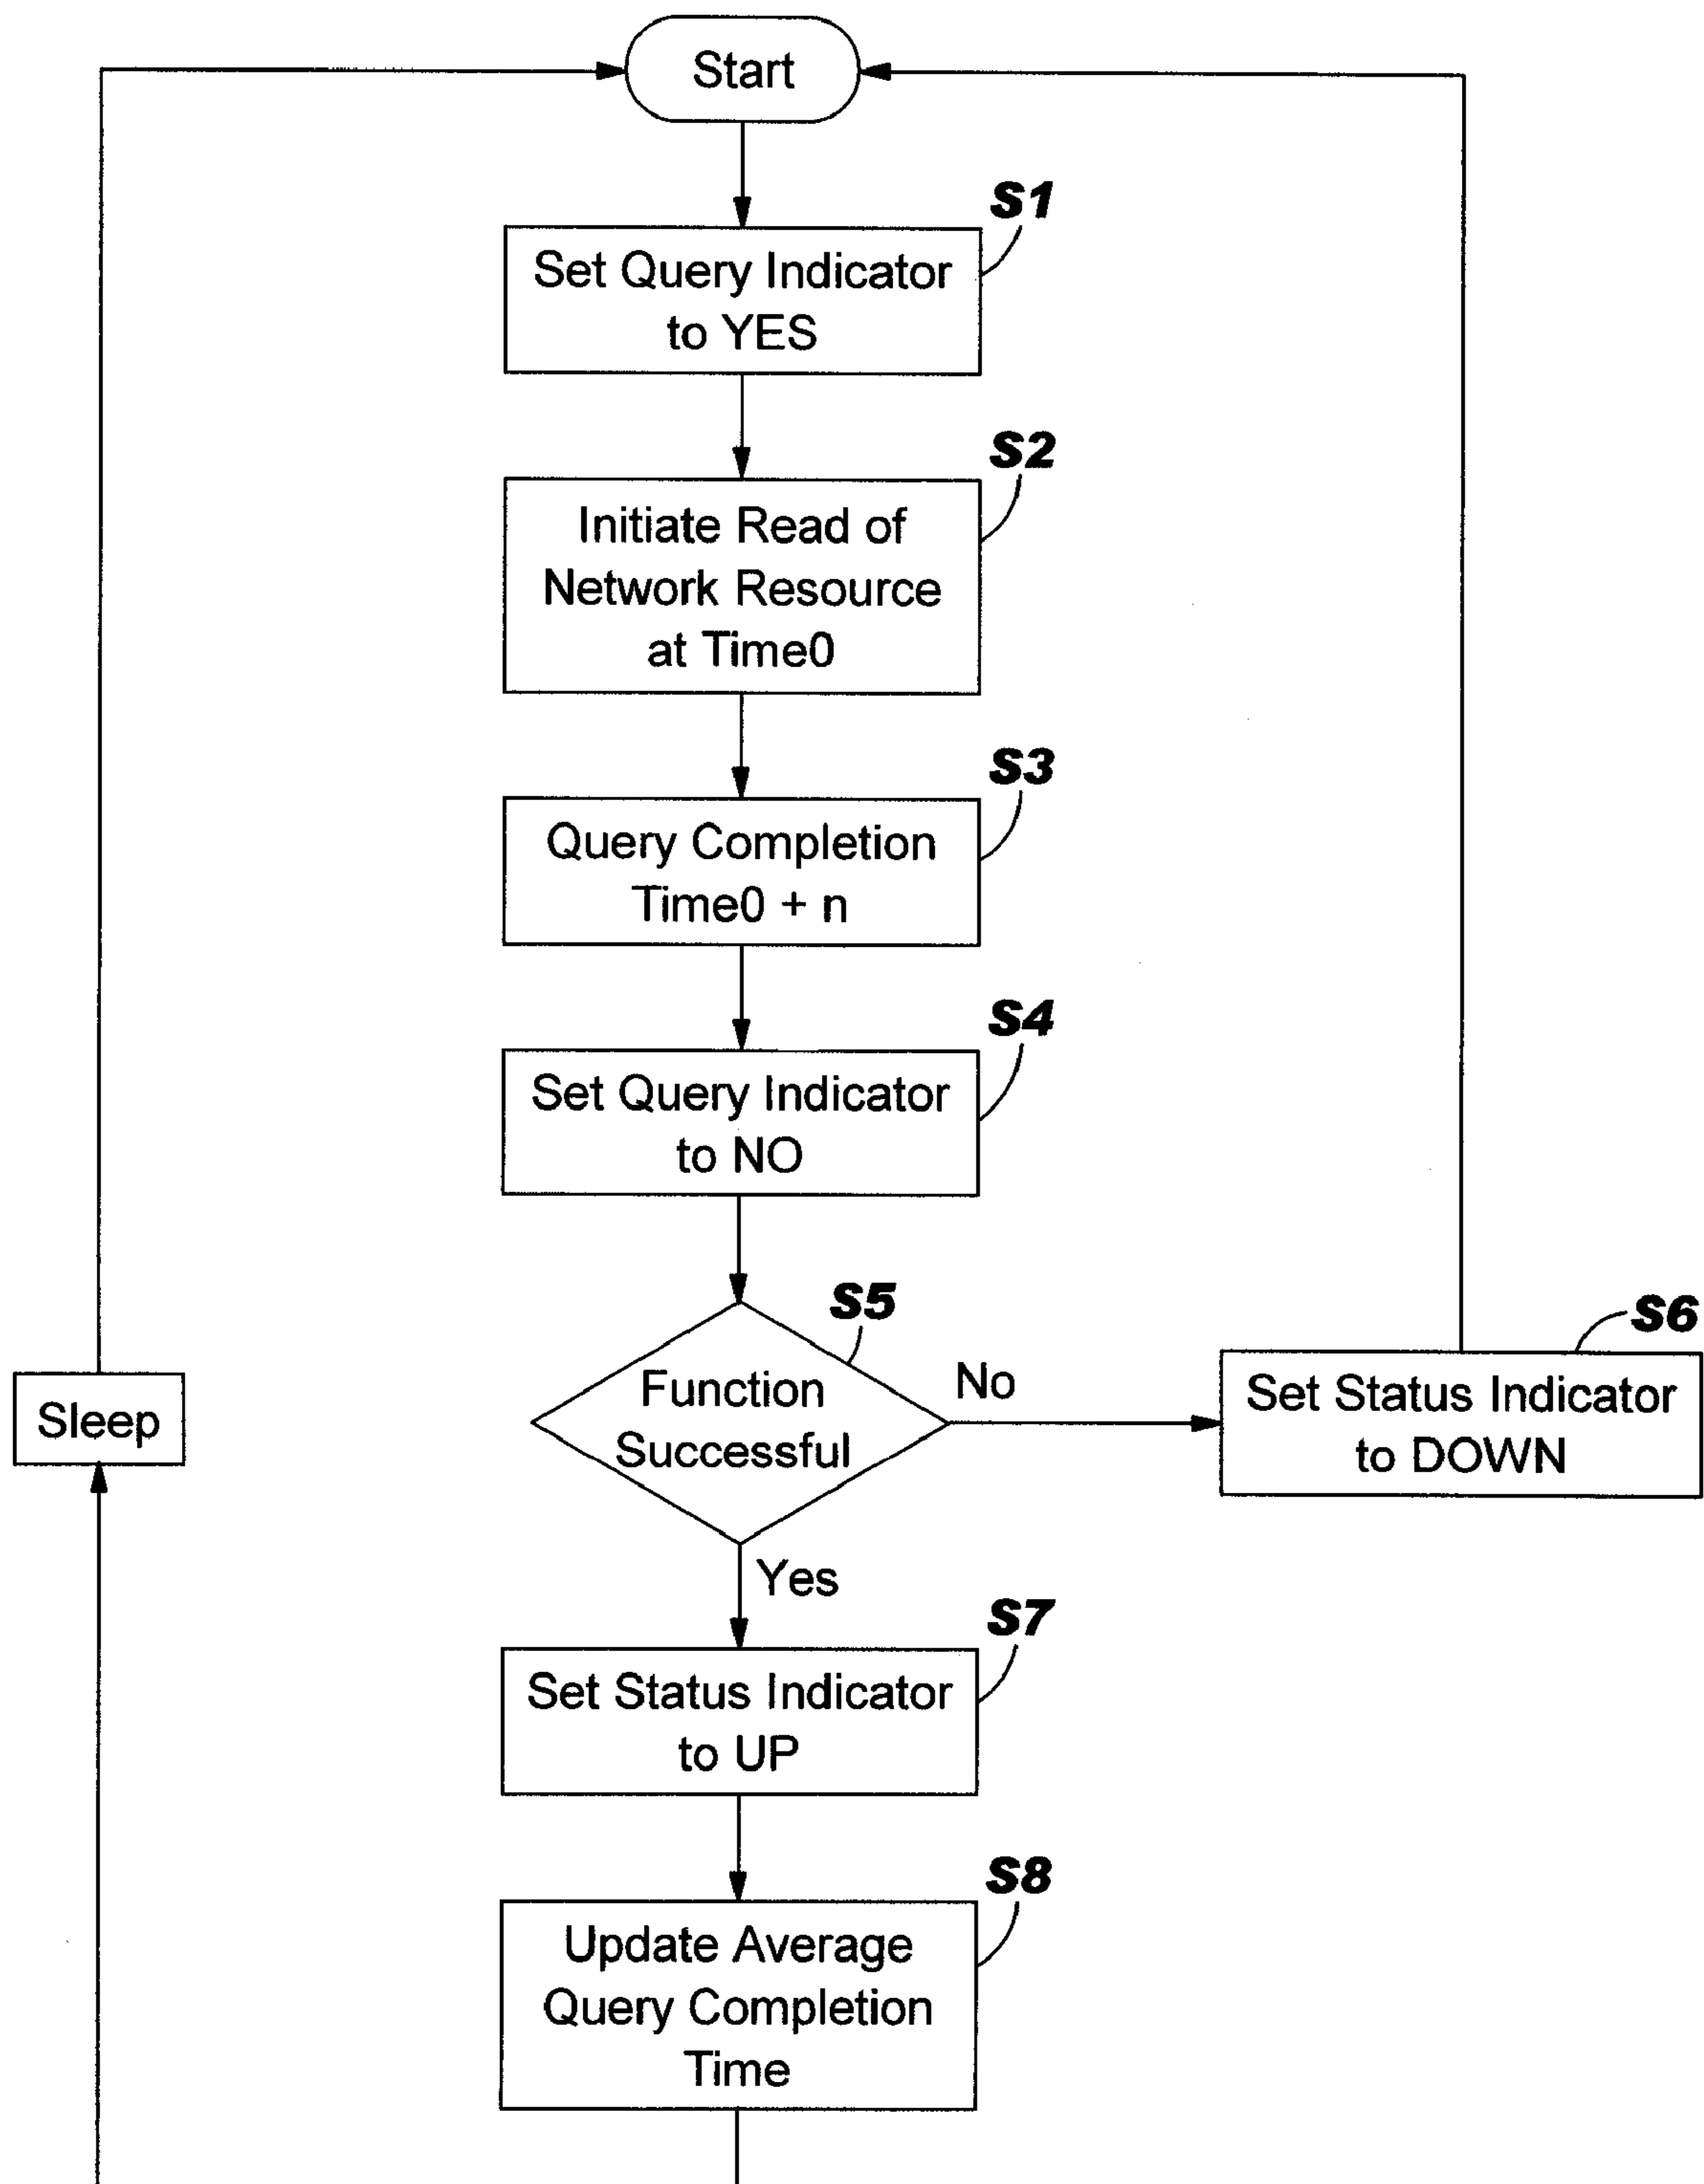 Start
S1
Set Query Indicator
to YES
S2
Initiate Read of
Network Resource
at Time0
S3
Query Completion
Time0 + n
S4
Set Query Indicator
to NO
S5
Function
Successful
No
S6
Set Status Indicator
to DOWN
Sleep
Yes
S7
Set Status Indicator
to UP
S8
Update Average
Query Completion
Time